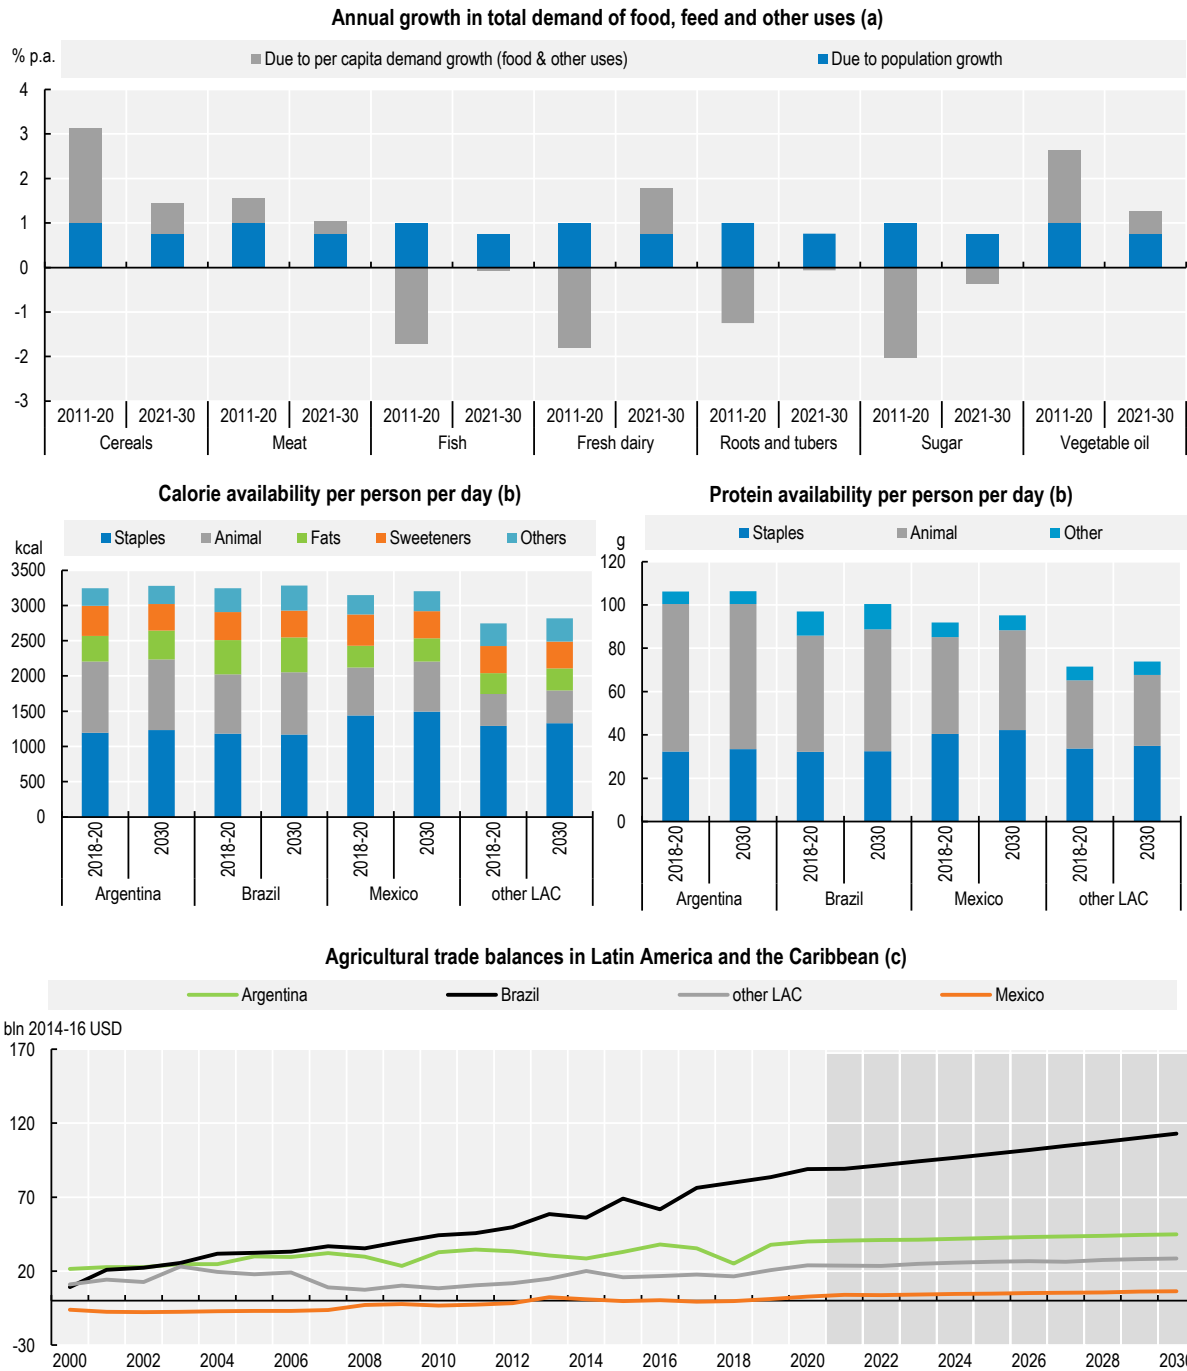 Annual growth in total demand of food, feed and other uses (a)
% p.a.
Due to per capita demand growth (food & other uses)
Due to population growth
4
3
2
1
0
-1
-2
-3
2011-20 2021-30 2011-20 2021-30 2011-20 2021-30 2011-20 2021-30 2011-20 2021-30 2011-20 2021-30 2011-20 2021-30
Cereals Meat Fish Fresh dairy Roots and tubers Sugar Vegetable oil
Calorie availability per person per day (b)
Staples Animal Fats Sweeteners Others
kcal
3500
3000
2500
2000
1500
1000
500
0
2018-20 2030 2018-20 2030 2018-20 2030 2018-20 2030
Argentina Brazil Mexico other LAC
Protein availability per person per day (b)
Staples Animal Other
g
120
100
80
60
40
20
0
2018-20 2030 2018-20 2030 2018-20 2030 2018-20 2030
Argentina Brazil Mexico other LAC
Agricultural trade balances in Latin America and the Caribbean (c)
Argentina Brazil other LAC Mexico
bln 2014-16 USD
170
120
70
20
-30
2000 2002 2004 2006 2008 2010 2012 2014 2016 2018 2020 2022 2024 2026 2028 2030